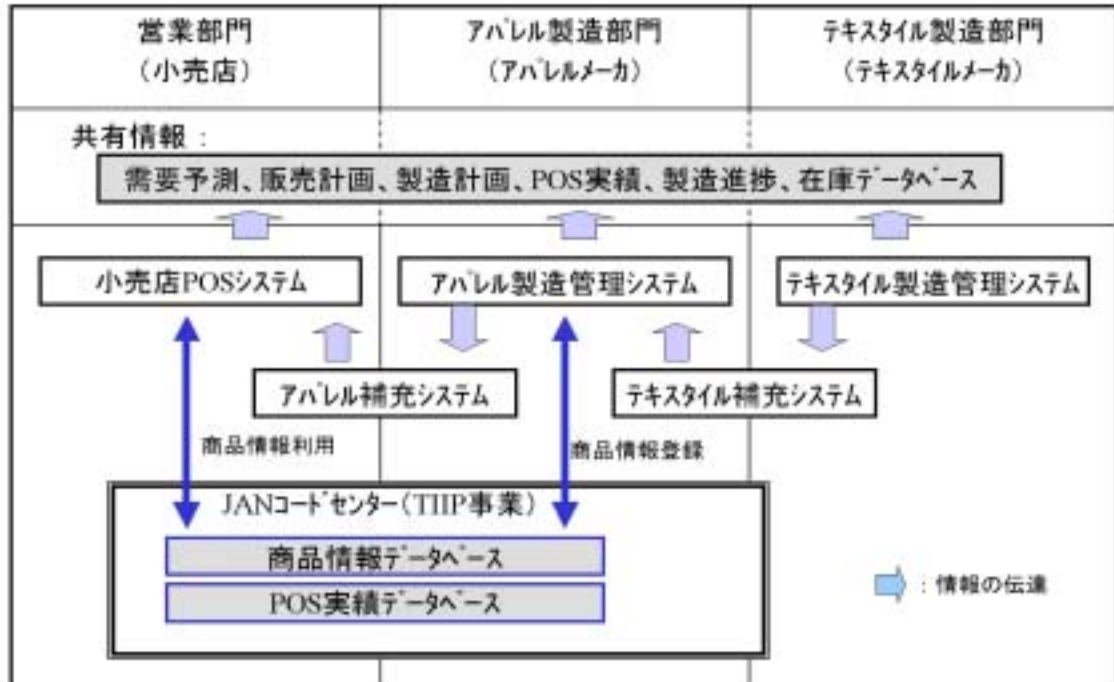 営業部門
（小売店）
アパレル製造部門
（アパレルメーカ）
テキスタイル製造部門
（テキスタイルメーカ）
共有情報：
需要予測、販売計画、製造計画、POS実績、製造進捗、在庫データベース
小売店POSシステム
アパレル製造管理システム
テキスタイル製造管理システム
アパレル補充システム
テキスタイル補充システム
商品情報利用
商品情報登録
JANコードセンター（TIIP事業）
商品情報データベース
POS実績データベース
：情報の伝達